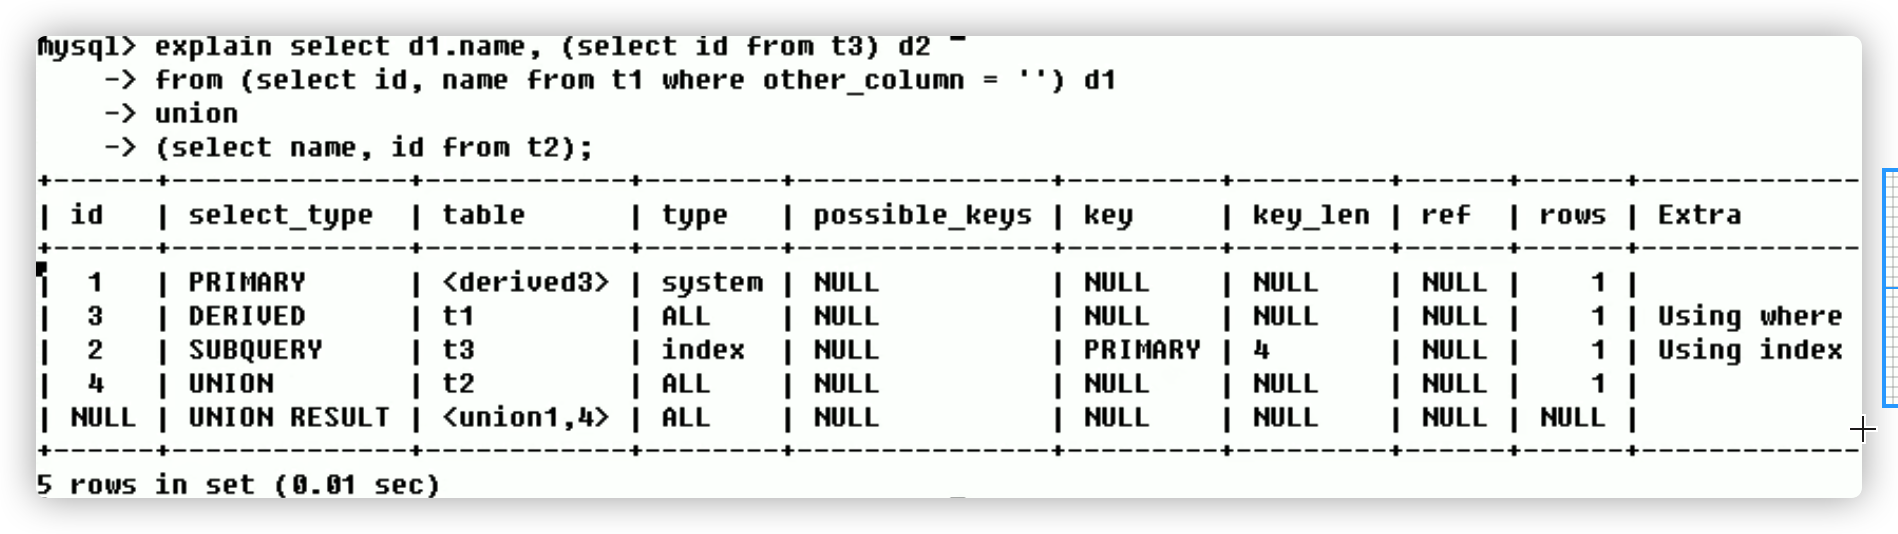 mysql> explain select d1.name, (select id from t3) d2
    -> from (select id, name from t1 where other_column = '') d1
    -> union
    -> (select name, id from t2);
+------+---------------+-------------+--------+---------------+---------+---------+------+------+-------------
| id   | select_type   | table       | type   | possible_keys | key     | key_len | ref  | rows | Extra
+------+---------------+-------------+--------+---------------+---------+---------+------+------+-------------
|  1   | PRIMARY       | <derived3>  | system | NULL          | NULL    | NULL    | NULL |    1 |
|  3   | DERIVED       | t1          | ALL    | NULL          | NULL    | NULL    | NULL |    1 | Using where
|  2   | SUBQUERY      | t3          | index  | NULL          | PRIMARY | 4       | NULL |    1 | Using index
|  4   | UNION         | t2          | ALL    | NULL          | NULL    | NULL    | NULL |    1 |
| NULL | UNION RESULT  | <union1,4>  | ALL    | NULL          | NULL    | NULL    | NULL | NULL |
+------+---------------+-------------+--------+---------------+---------+---------+------+------+-------------
5 rows in set (0.01 sec)